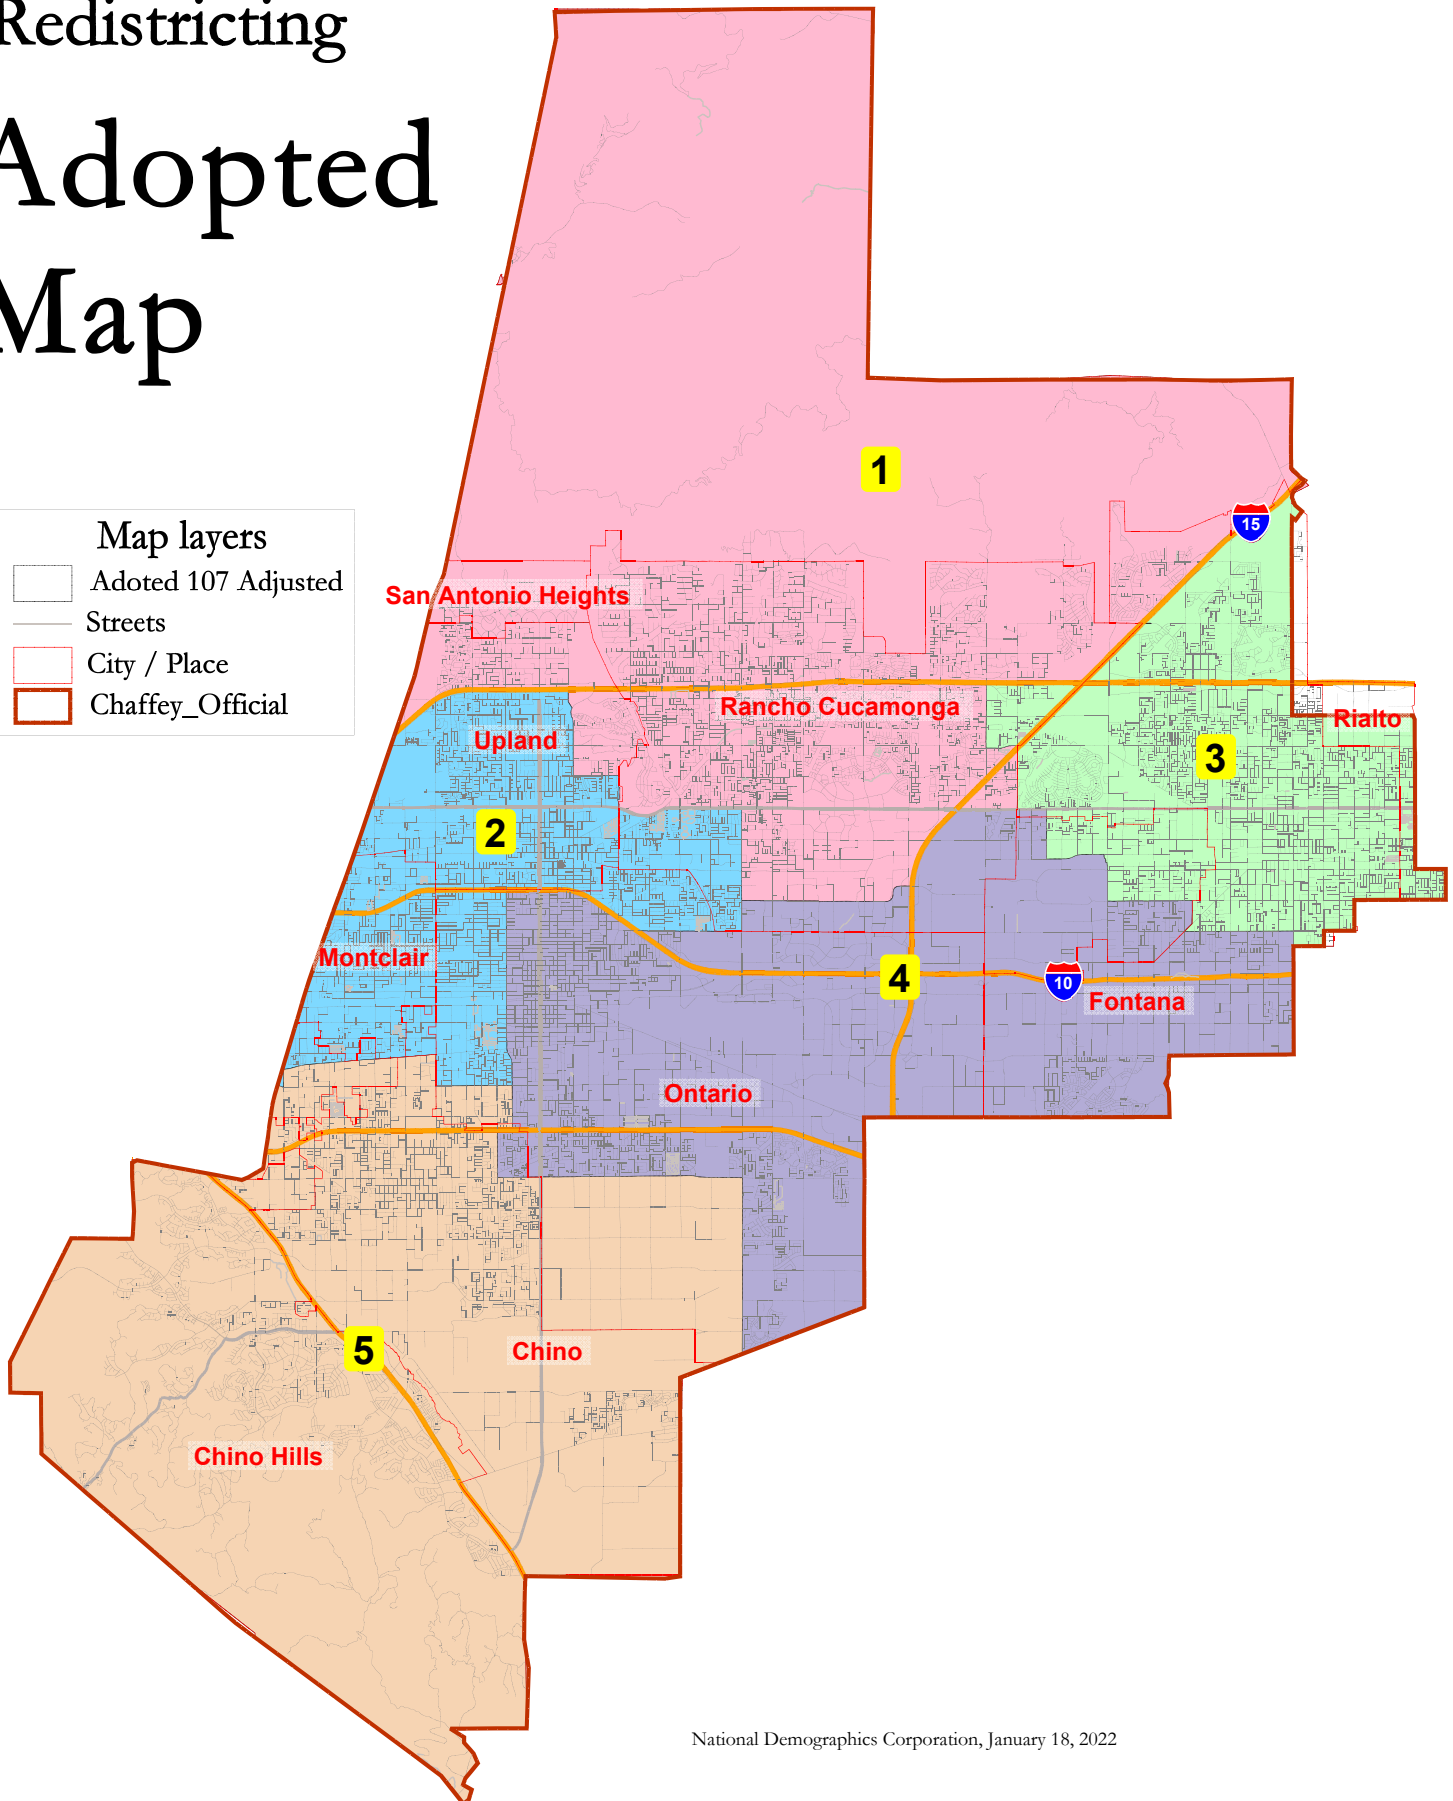 Redistricting
Adopted
Map
Map layers
Adoted 107 Adjusted
Streets
City / Place
Chaffey_Official
1
15
San Antonio Heights
Rancho Cucamonga
Rialto
Upland
3
2
Montclair
4
10
Fontana
Ontario
5
Chino
Chino Hills
National Demographics Corporation, January 18, 2022